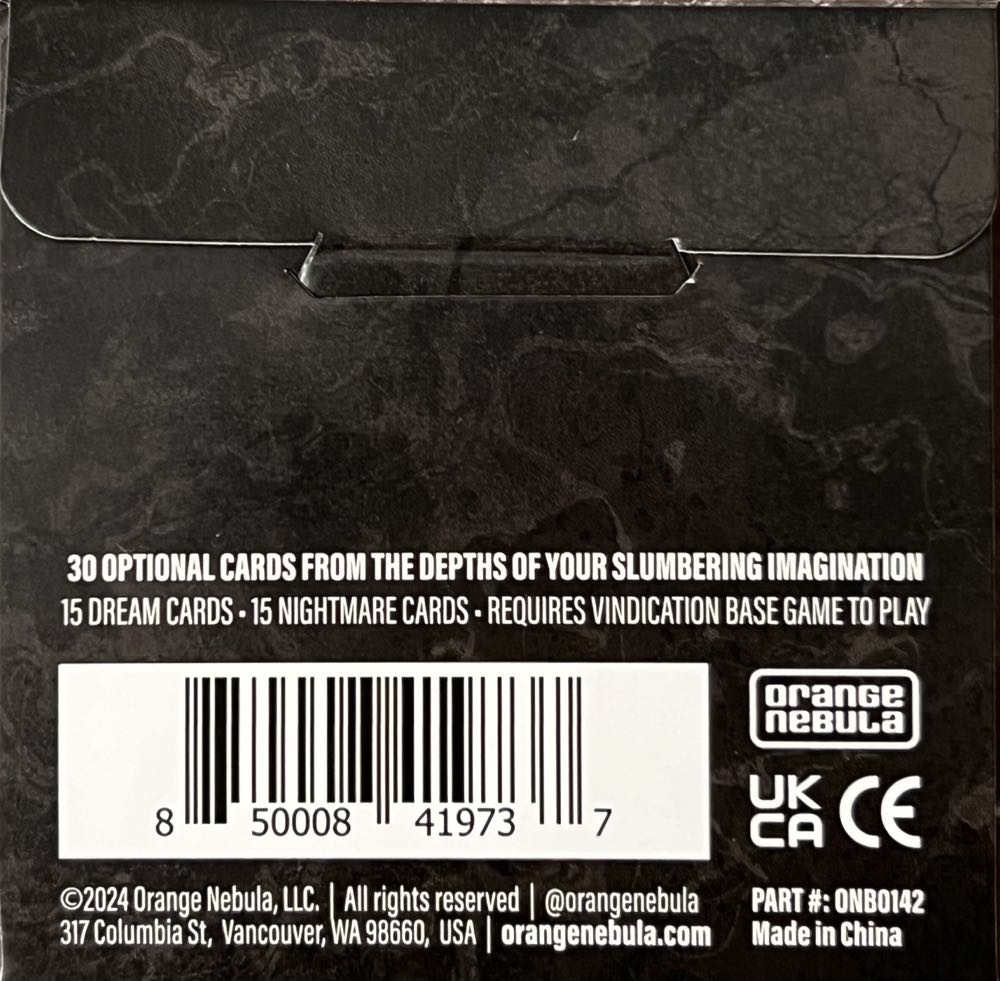 30 OPTIONAL CARDS FROM THE DEPTHS OF YOUR SLUMBERING IMAGINATION
15 DREAM CARDS • 15 NIGHTMARE CARDS • REQUIRES VINDICATION BASE GAME TO PLAY
8 50008 41973 7
orange
neBULa
UK
CA CE
©2024 Orange Nebula, LLC. | All rights reserved | @orangenebula
317 Columbia St, Vancouver, WA 98660, USA | orangenebula.com
PART #: ONB0142
Made in China